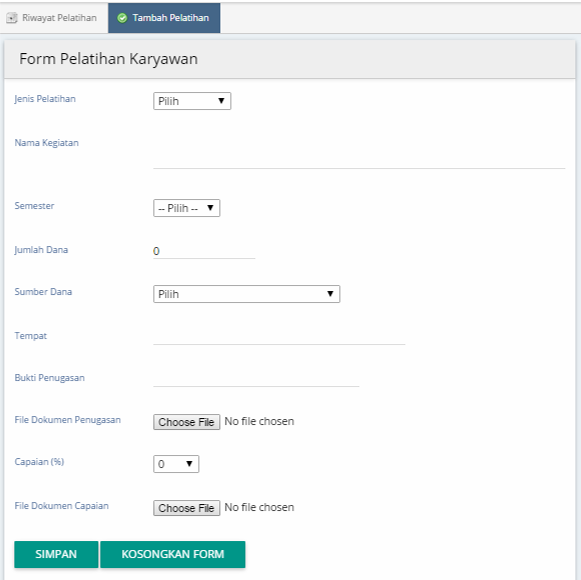 Riwayat Pelatihan Tambah Pelatihan
Form Pelatihan Karyawan
Jenis Pelatihan Pilih
Nama Kegiatan
Semester -- Pilih --
Jumlah Dana 0
Sumber Dana Pilih
Tempat
Bukti Penugasan
File Dokumen Penugasan Choose File No file chosen
Capaian (%) 0
File Dokumen Capaian Choose File No file chosen
SIMPAN KOSONGKAN FORM